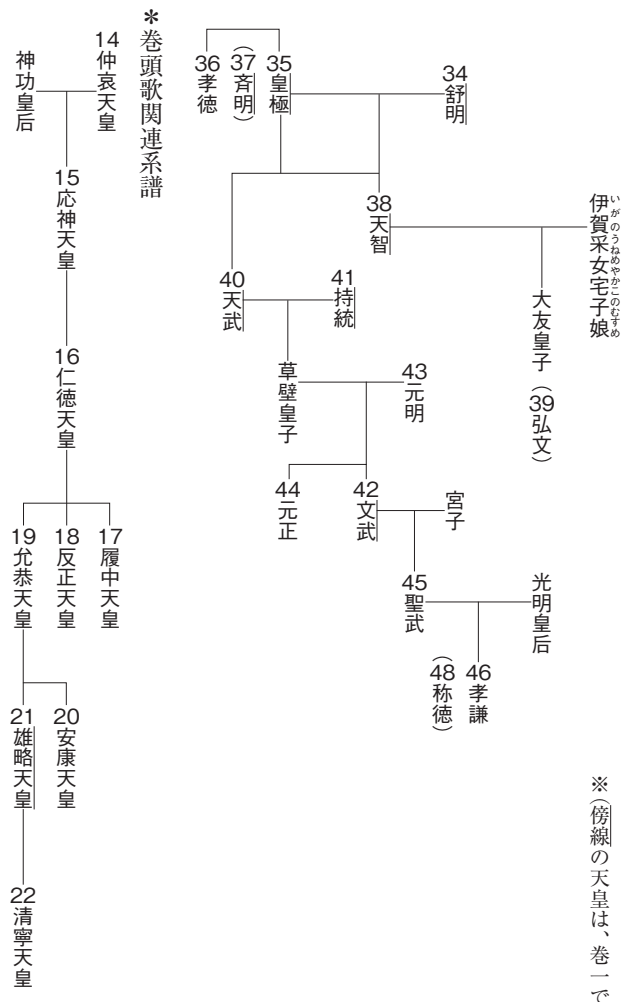 ※(傍線の天皇は、巻一で
伊賀采女宅子娘
いがのうねめやかこのむすめ
大友皇子(39弘文)
光明皇后
34舒明
38天智
43元明
宮子
46孝謙
(48称徳)
45聖武
41持統
42文武
35皇極
(37斉明)
草壁皇子
44元正
36孝徳
40天武
*巻頭歌関連系譜
14仲哀天皇
神功皇后
15応神天皇
16仁徳天皇
17履中天皇
18反正天皇
19允恭天皇
20安康天皇
21雄略天皇
22清寧天皇